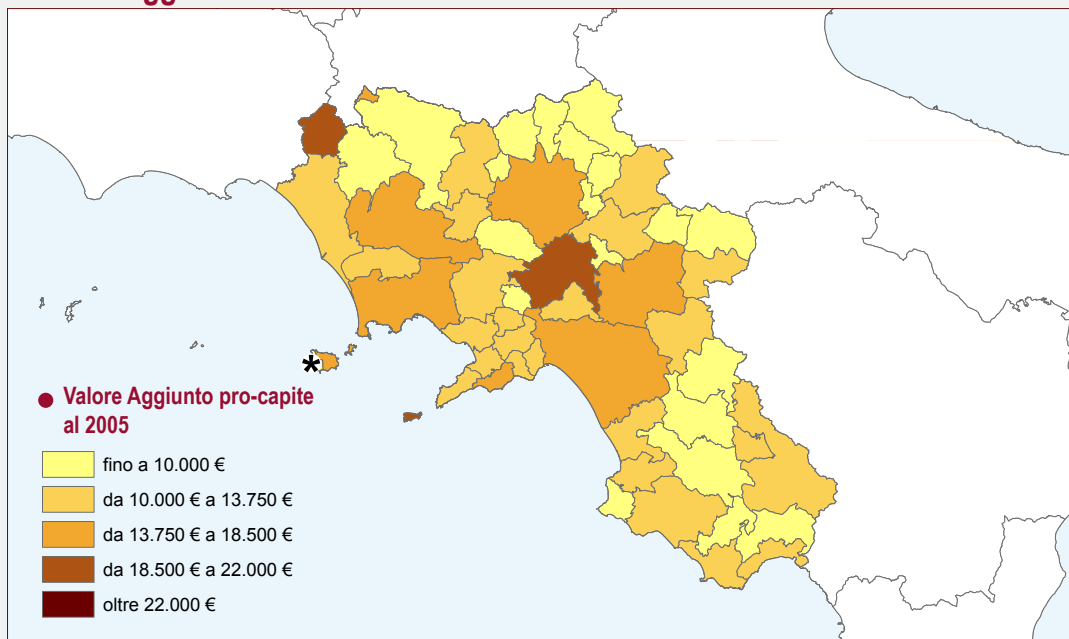 *
Valore Aggiunto pro-capite
al 2005
fino a 10.000 €
da 10.000 € a 13.750 €
da 13.750 € a 18.500 €
da 18.500 € a 22.000 €
oltre 22.000 €